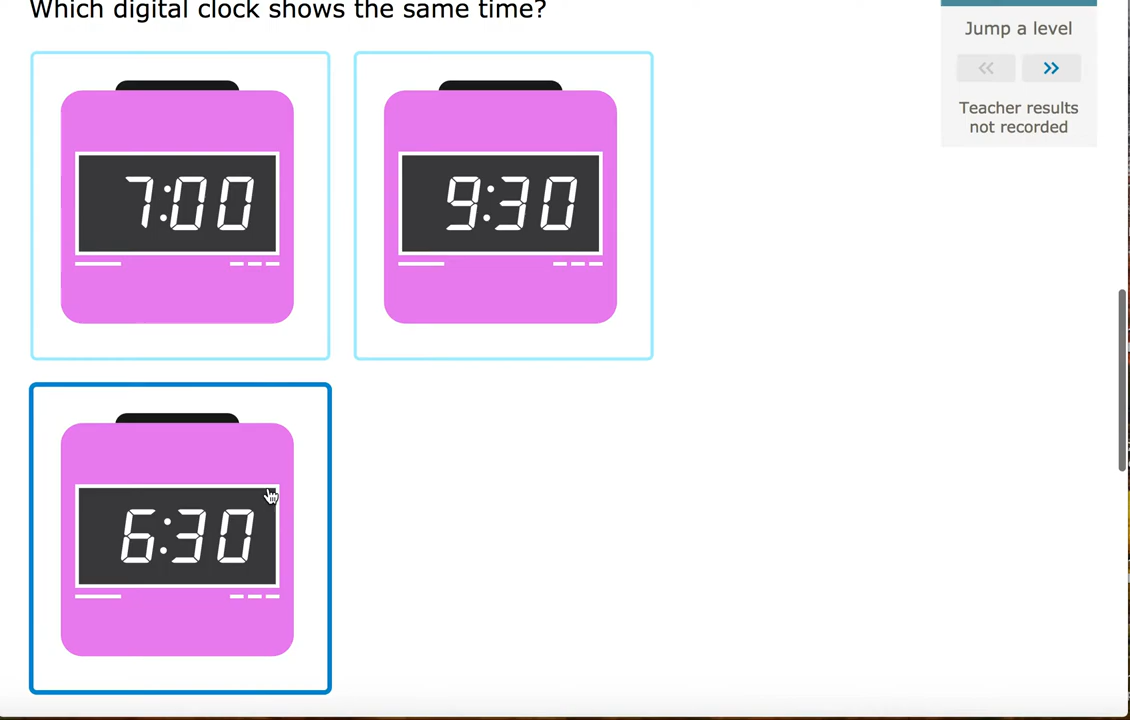 Which digital clock shows the same time?
Jump a level
Teacher results
not recorded
7:00
9:30
6:30